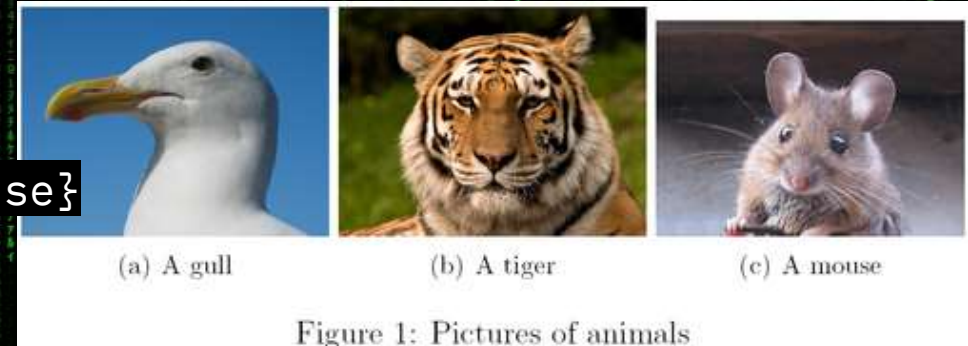 se}
(a) A gull
(b) A tiger
(c) A mouse
Figure 1: Pictures of animals